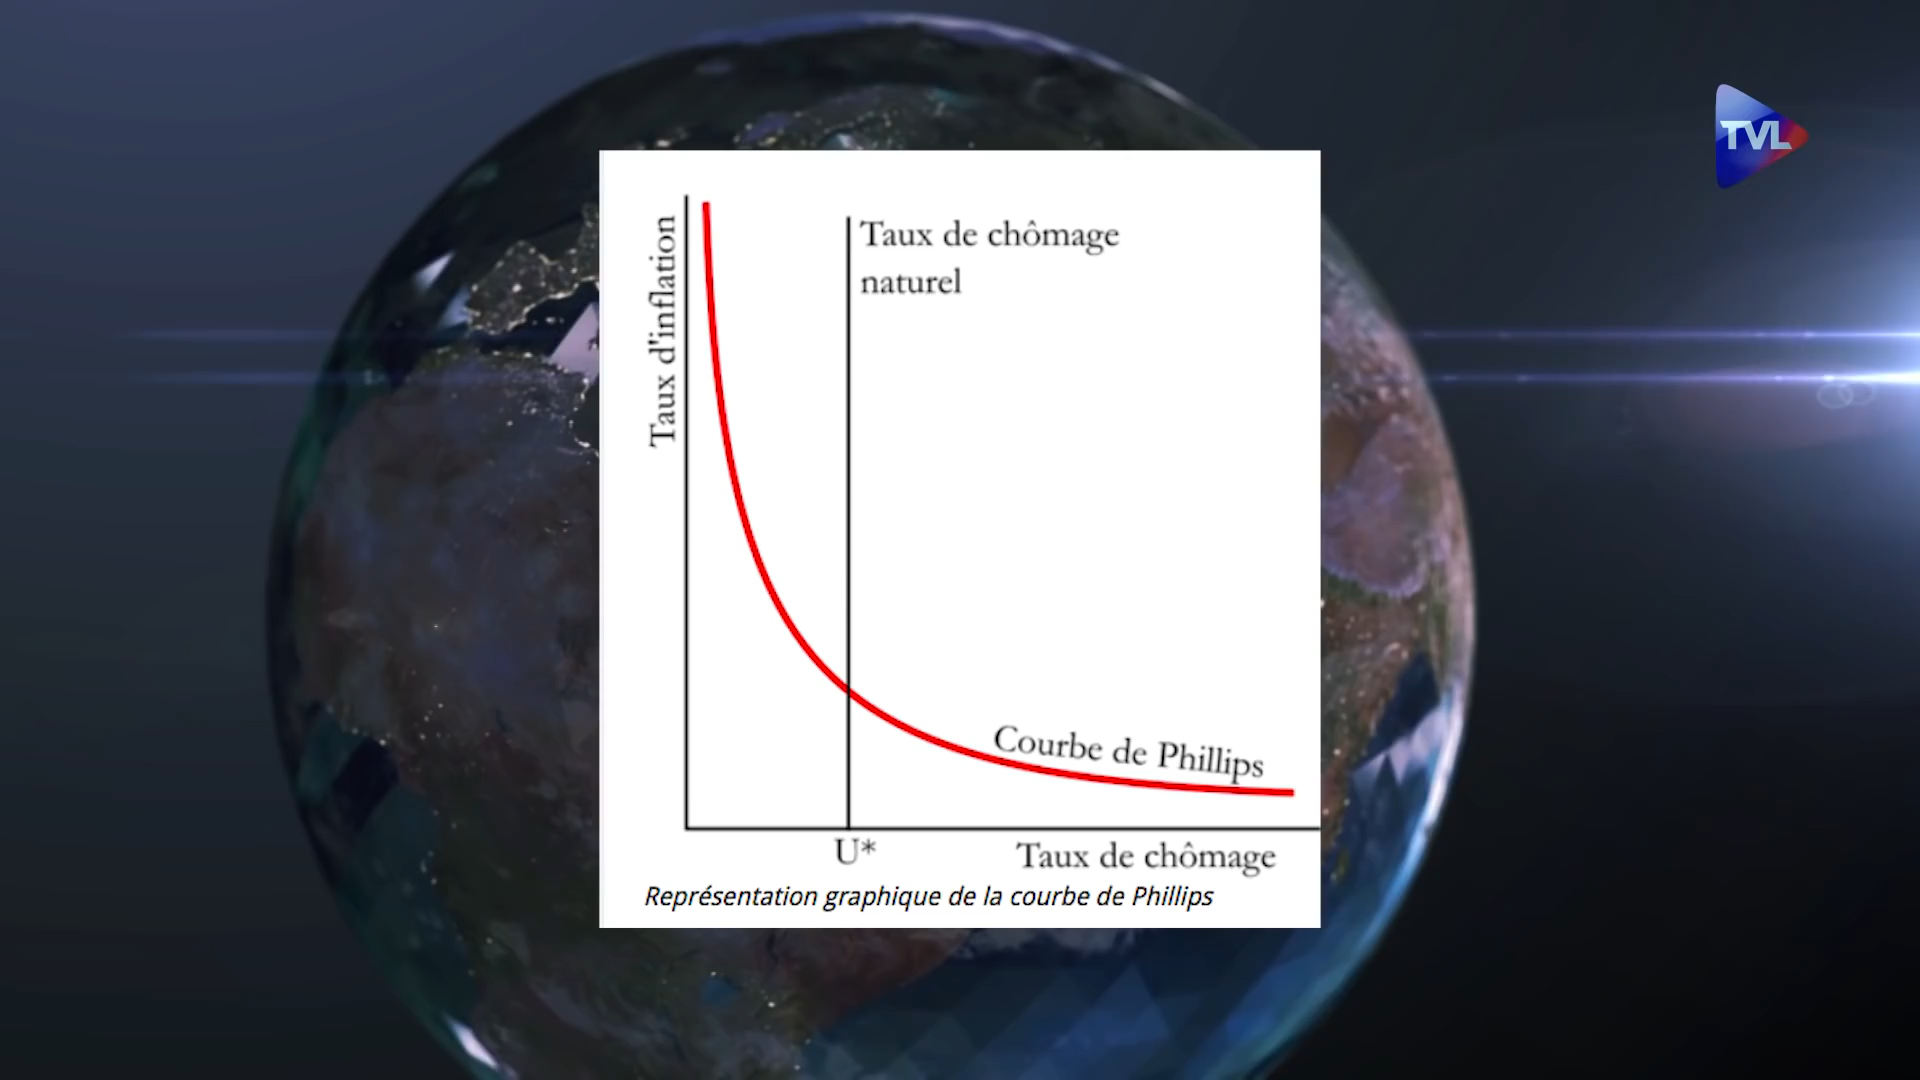 TVL
Taux d'inflation
Taux de chômage
naturel
Courbe de Phillips
U*
Taux de chômage
Représentation graphique de la courbe de Phillips